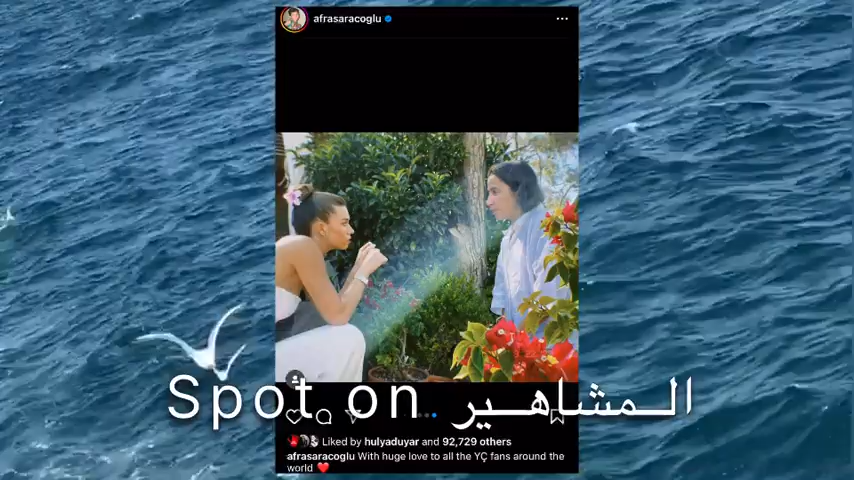 afrasaracoglu
Spot on المشاهير
Liked by hulyaduyar and 92,729 others
afrasaracoglu With huge love to all the YÇ fans around the
world ❤️